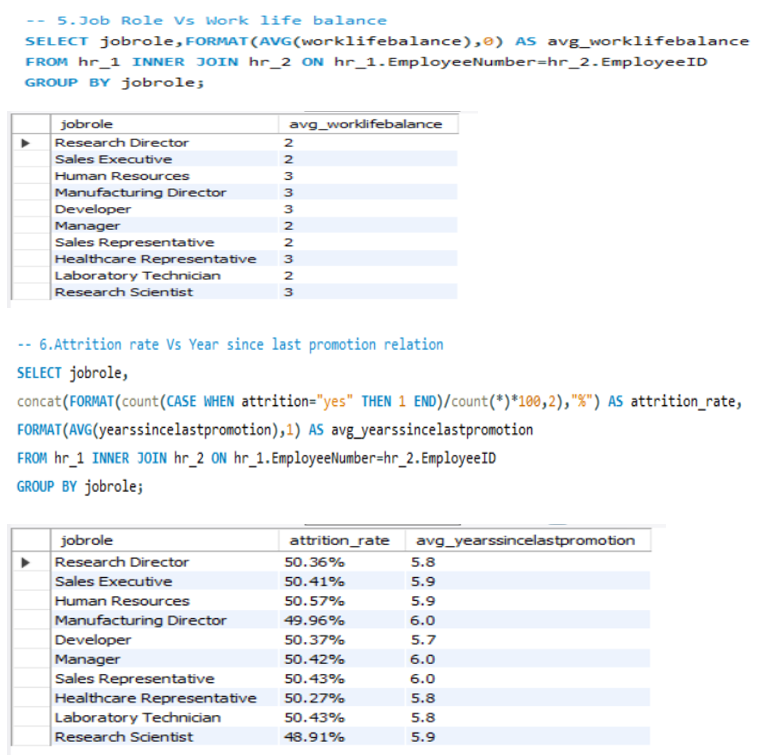 -- 5.Job Role Vs Work life balance
SELECT jobrole,FORMAT(AVG(worklifebalance),0) AS avg_worklifebalance
FROM hr_1 INNER JOIN hr_2 ON hr_1.EmployeeNumber=hr_2.EmployeeID
GROUP BY jobrole;
jobrole avg_worklifebalance
Research Director 2
Sales Executive 2
Human Resources 3
Manufacturing Director 3
Developer 3
Manager 2
Sales Representative 2
Healthcare Representative 3
Laboratory Technician 2
Research Scientist 3
-- 6.Attrition rate Vs Year since last promotion relation
SELECT jobrole,
concat(FORMAT(count(CASE WHEN attrition="yes" THEN 1 END)/count(*)*100,2),"%") AS attrition_rate,
FORMAT(AVG(yearssincelastpromotion),1) AS avg_yearssincelastpromotion
FROM hr_1 INNER JOIN hr_2 ON hr_1.EmployeeNumber=hr_2.EmployeeID
GROUP BY jobrole;
jobrole attrition_rate avg_yearssincelastpromotion
Research Director 50.36% 5.8
Sales Executive 50.41% 5.9
Human Resources 50.57% 5.9
Manufacturing Director 49.96% 6.0
Developer 50.37% 5.7
Manager 50.42% 6.0
Sales Representative 50.43% 6.0
Healthcare Representative 50.27% 5.8
Laboratory Technician 50.43% 5.8
Research Scientist 48.91% 5.9